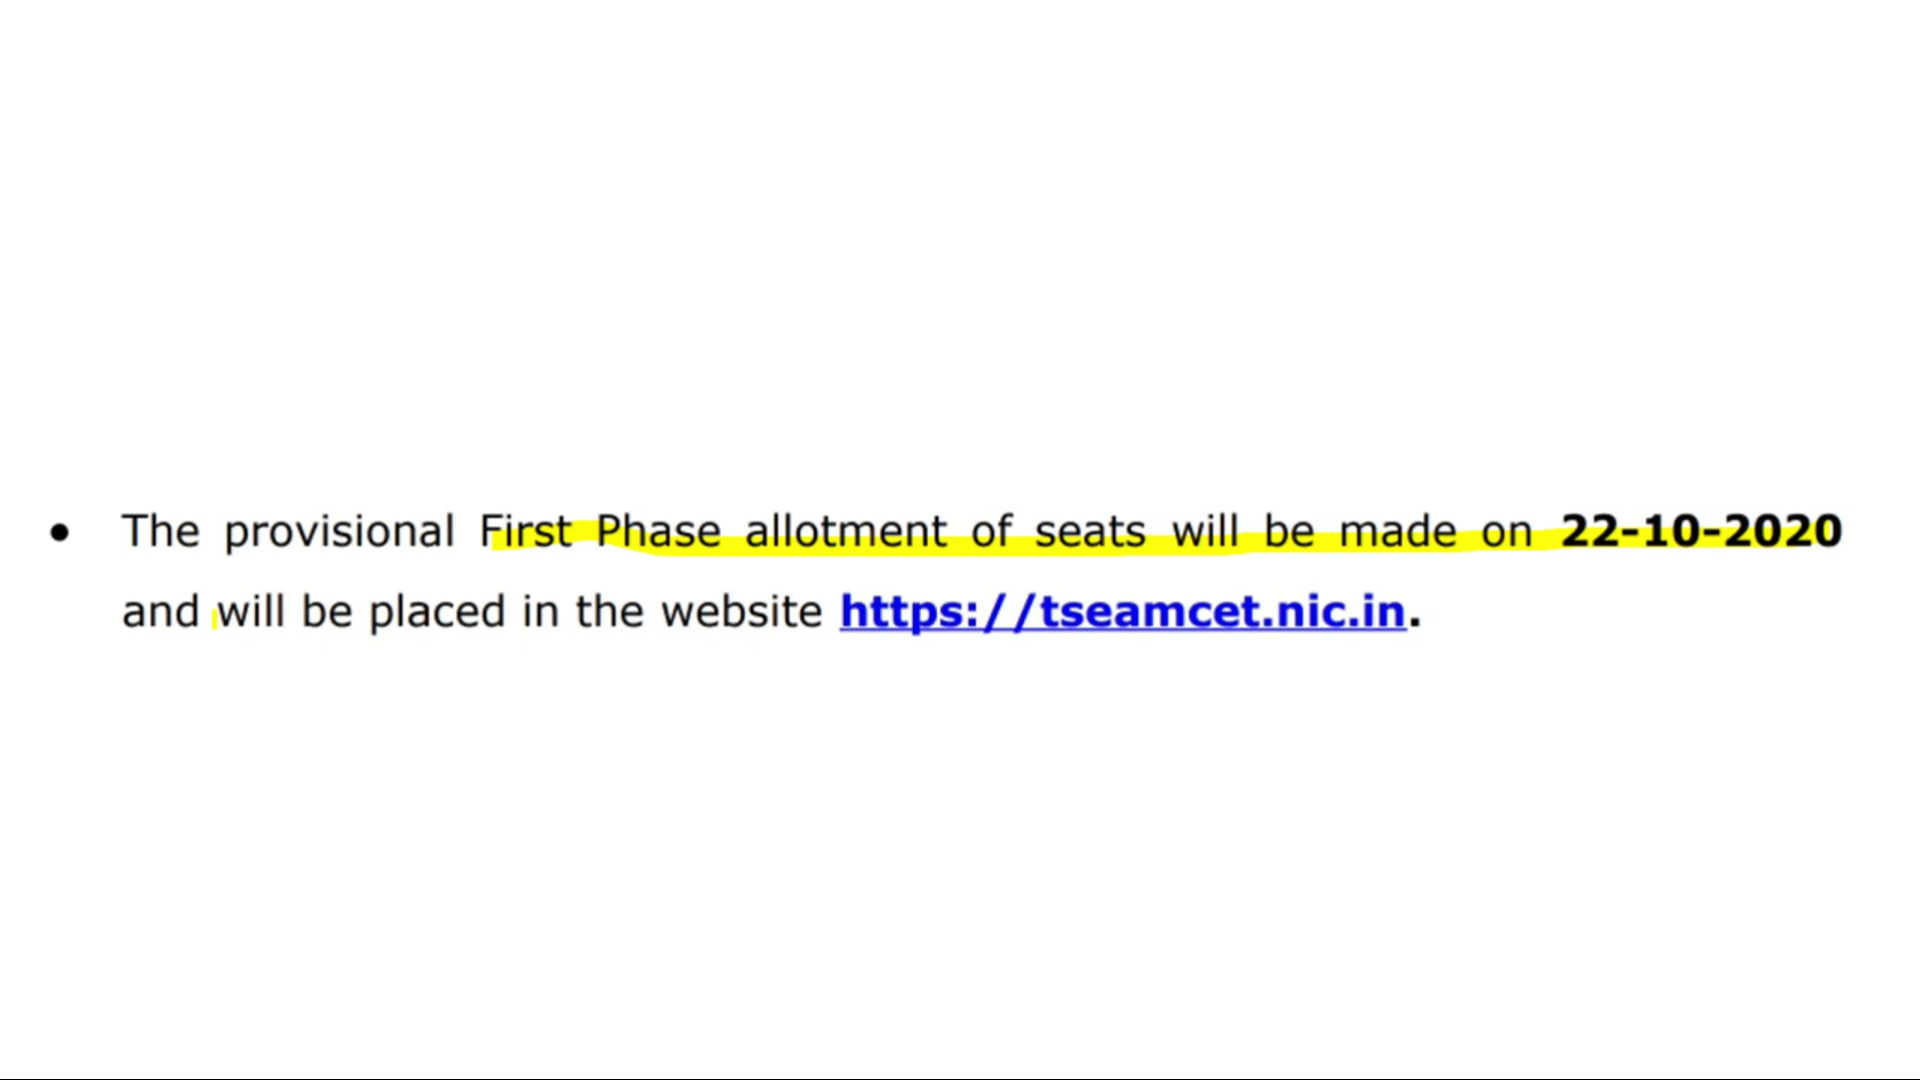 • The provisional First Phase allotment of seats will be made on 22-10-2020
and will be placed in the website https://tseamcet.nic.in.